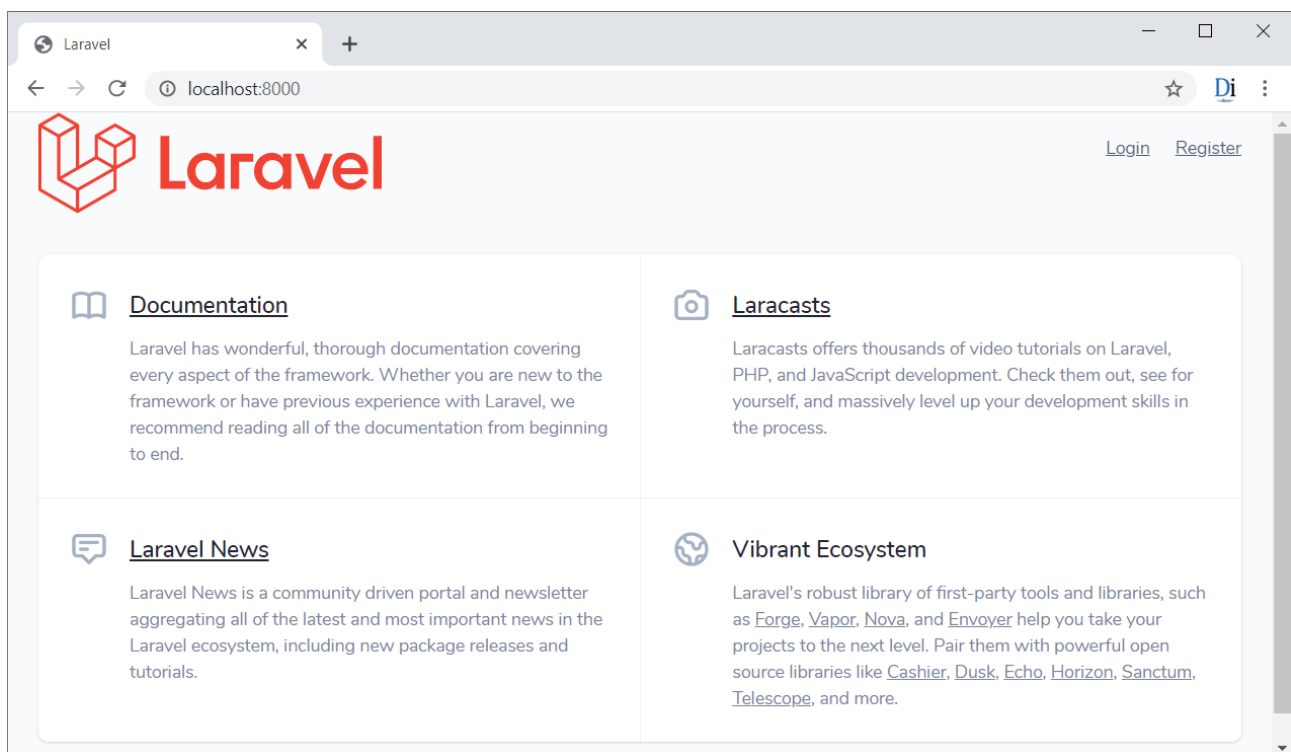 Laravel
localhost:8000
Di
Laravel
Login Register
Documentation
Laravel has wonderful, thorough documentation covering
every aspect of the framework. Whether you are new to the
framework or have previous experience with Laravel, we
recommend reading all of the documentation from beginning
to end.
Laracasts
Laracasts offers thousands of video tutorials on Laravel,
PHP, and JavaScript development. Check them out, see for
yourself, and massively level up your development skills in
the process.
Laravel News
Laravel News is a community driven portal and newsletter
aggregating all of the latest and most important news in the
Laravel ecosystem, including new package releases and
tutorials.
Vibrant Ecosystem
Laravel's robust library of first-party tools and libraries, such
as Forge, Vapor, Nova, and Envoyer help you take your
projects to the next level. Pair them with powerful open
source libraries like Cashier, Dusk, Echo, Horizon, Sanctum,
Telescope, and more.